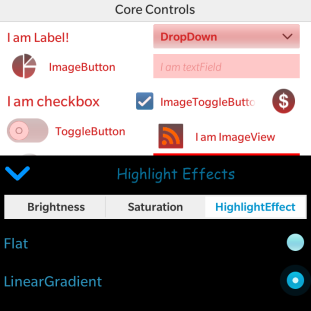 Core Controls
I am Label!
DropDown
ImageButton
I am textField
I am checkbox
ImageToggleButto
$
ToggleButton
I am ImageView
Highlight Effects
Brightness Saturation HighlightEffect
Flat
LinearGradient